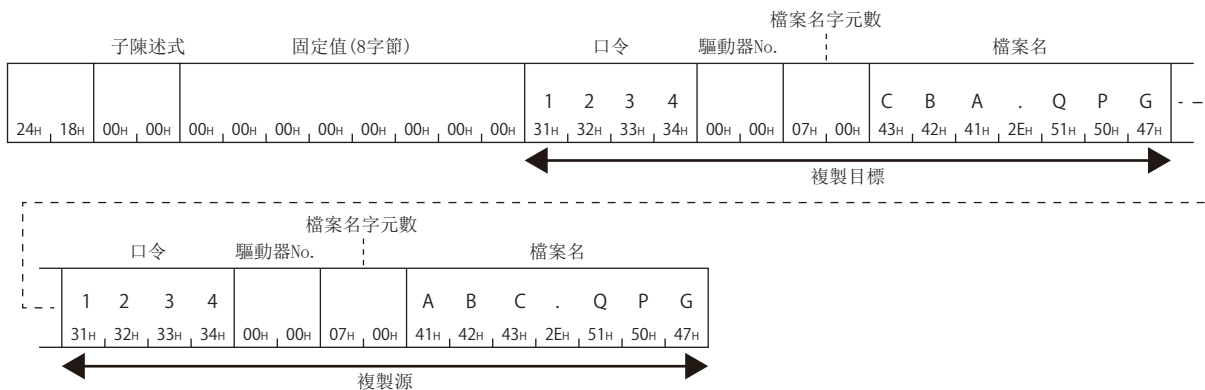 檔案名字元數
子陳述式 固定值(8字節) 口令 驅動器No. 檔案名
1 2 3 4 C B A . Q P G
24H 18H 00H 00H 00H 00H 00H 00H 00H 00H 00H 00H 31H 32H 33H 34H 00H 00H 07H 00H 43H 42H 41H 2EH 51H 50H 47H
複製目標
檔案名字元數
口令 驅動器No. 檔案名
1 2 3 4 A B C . Q P G
31H 32H 33H 34H 00H 00H 07H 00H 41H 42H 43H 2EH 51H 50H 47H
複製源